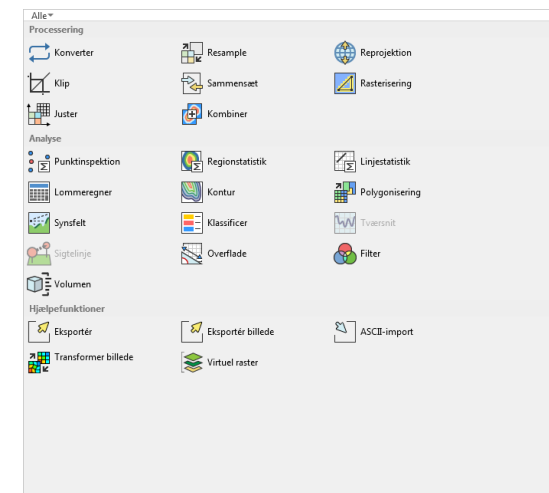 Alle
Processering
Konverter
Resample
Reprojektion
Klip
Sammensæt
Rasterisering
Juster
Kombiner
Analyse
Punktinspektion
Regionstatistik
Linjestatistik
Lommeregner
Kontur
Polygonisering
Synsfelt
Klassificer
Tværsnit
Sigtelinje
Overflade
Filter
Volumen
Hjælpefunktioner
Eksportér
Eksportér billede
ASCII-import
Transformer billede
Virtuel raster